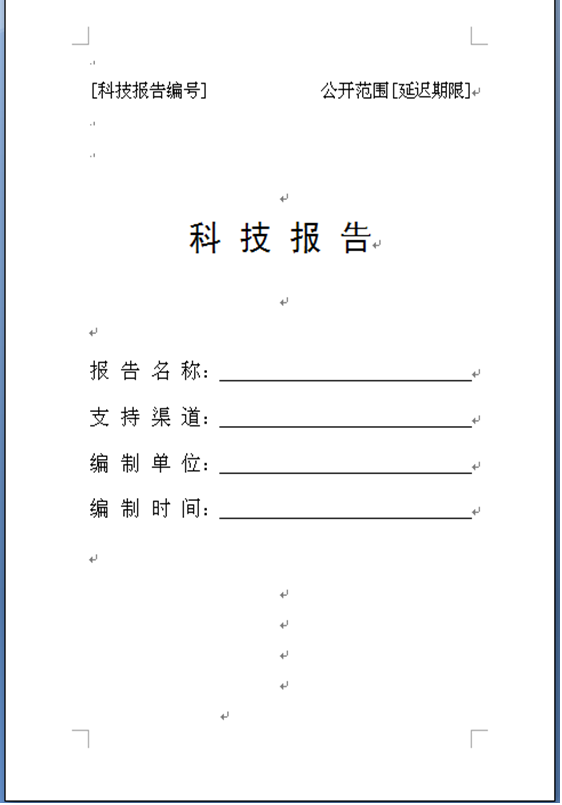 [科技报告编号] 公开范围[延迟期限]
科 技 报 告
报 告 名 称：
支 持 渠 道：
编 制 单 位：
编 制 时 间：